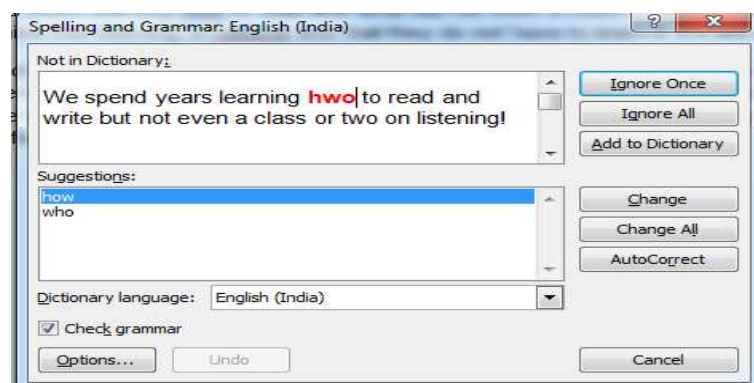 Spelling and Grammar: English (India)
Not in Dictionary:
We spend years learning hwo to read and
write but not even a class or two on listening!
Ignore Once
Ignore All
Add to Dictionary
Suggestions:
how
who
Change
Change All
AutoCorrect
Dictionary language: English (India)
Check grammar
Options... Undo Cancel